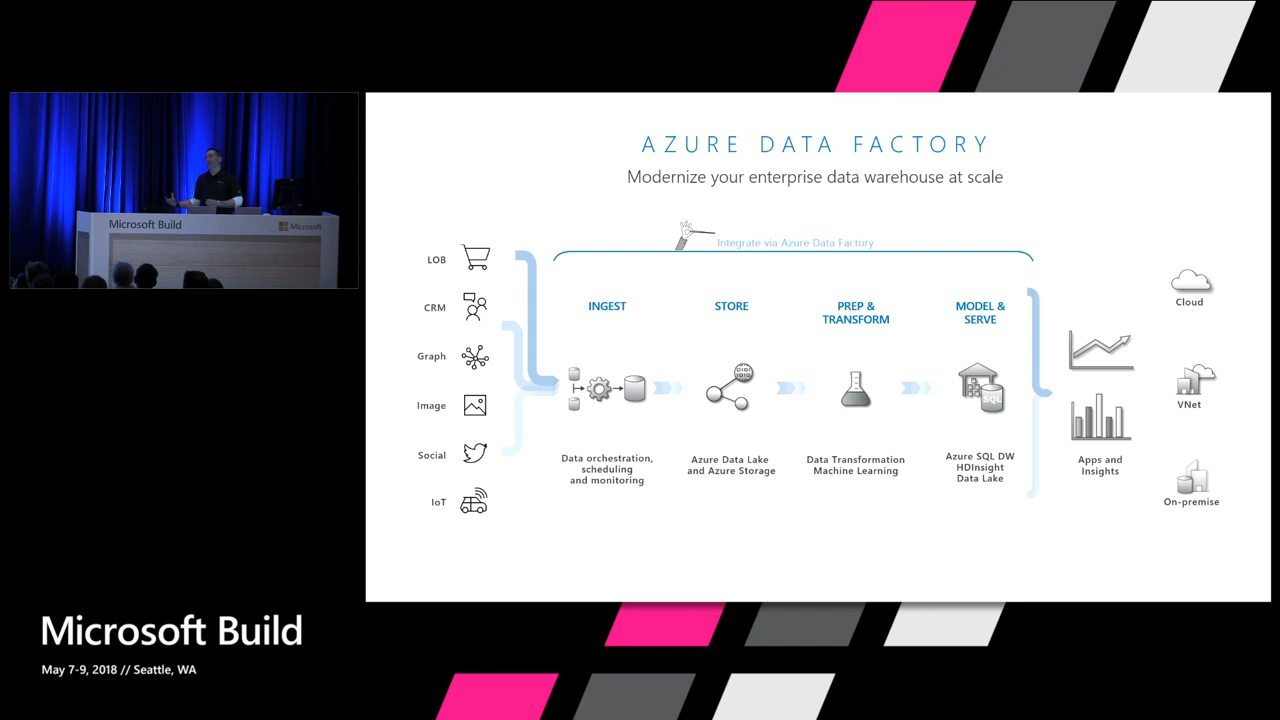 Microsoft Build
Microsoft
AZURE DATA FACTORY
Modernize your enterprise data warehouse at scale
Integrate via Azure Data Factory
LOB
CRM
Graph
Image
Social
IoT
INGEST
Data orchestration,
scheduling
and monitoring
STORE
Azure Data Lake
and Azure Storage
PREP &
TRANSFORM
Data Transformation
Machine Learning
MODEL &
SERVE
SQL
Azure SQL DW
HDInsight
Data Lake
Apps and
Insights
Cloud
VNet
On-premise
Microsoft Build
May 7-9, 2018 // Seattle, WA